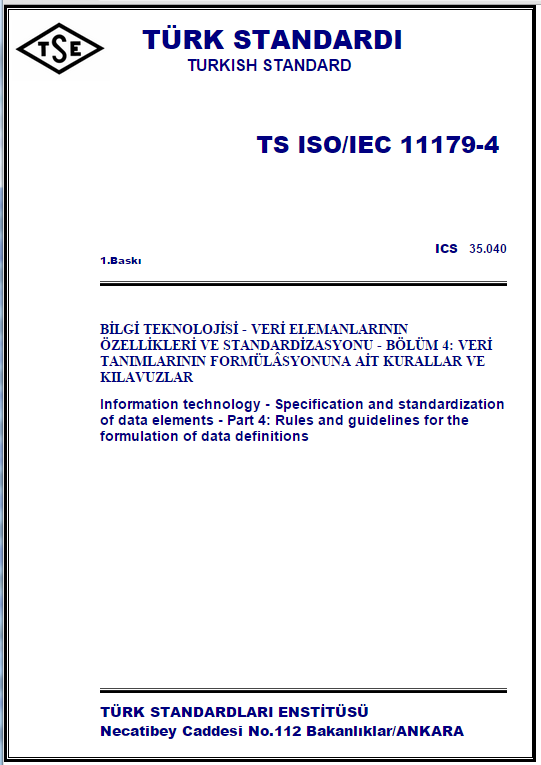 TSE
TÜRK STANDARDI
TURKISH STANDARD
TS ISO/IEC 11179-4
ICS 35.040
1.Baskı
BİLGİ TEKNOLOJİSİ - VERİ ELEMANLARININ
ÖZELLİKLERİ VE STANDARDİZASYONU - BÖLÜM 4: VERİ
TANIMLARININ FORMÜLÂSYONUNA AİT KURALLAR VE
KILAVUZLAR
Information technology - Specification and standardization
of data elements - Part 4: Rules and guidelines for the
formulation of data definitions
TÜRK STANDARDLARI ENSTİTÜSÜ
Necatibey Caddesi No.112 Bakanlıklar/ANKARA